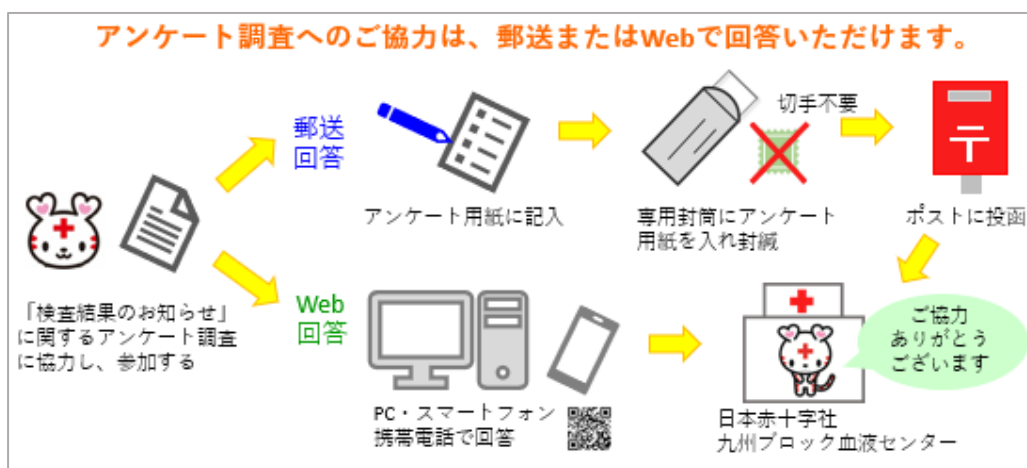 アンケート調査へのご協力は、郵送またはWebで回答いただけます。
郵送
回答
アンケート用紙に記入
切手不要
専用封筒にアンケート
用紙を入れ封緘
〒
ポストに投函
「検査結果のお知らせ」
に関するアンケート調査
に協力し、参加する
Web
回答
PC・スマートフォン
携帯電話で回答
ご協力
ありがとう
ございます
日本赤十字社
九州ブロック血液センター